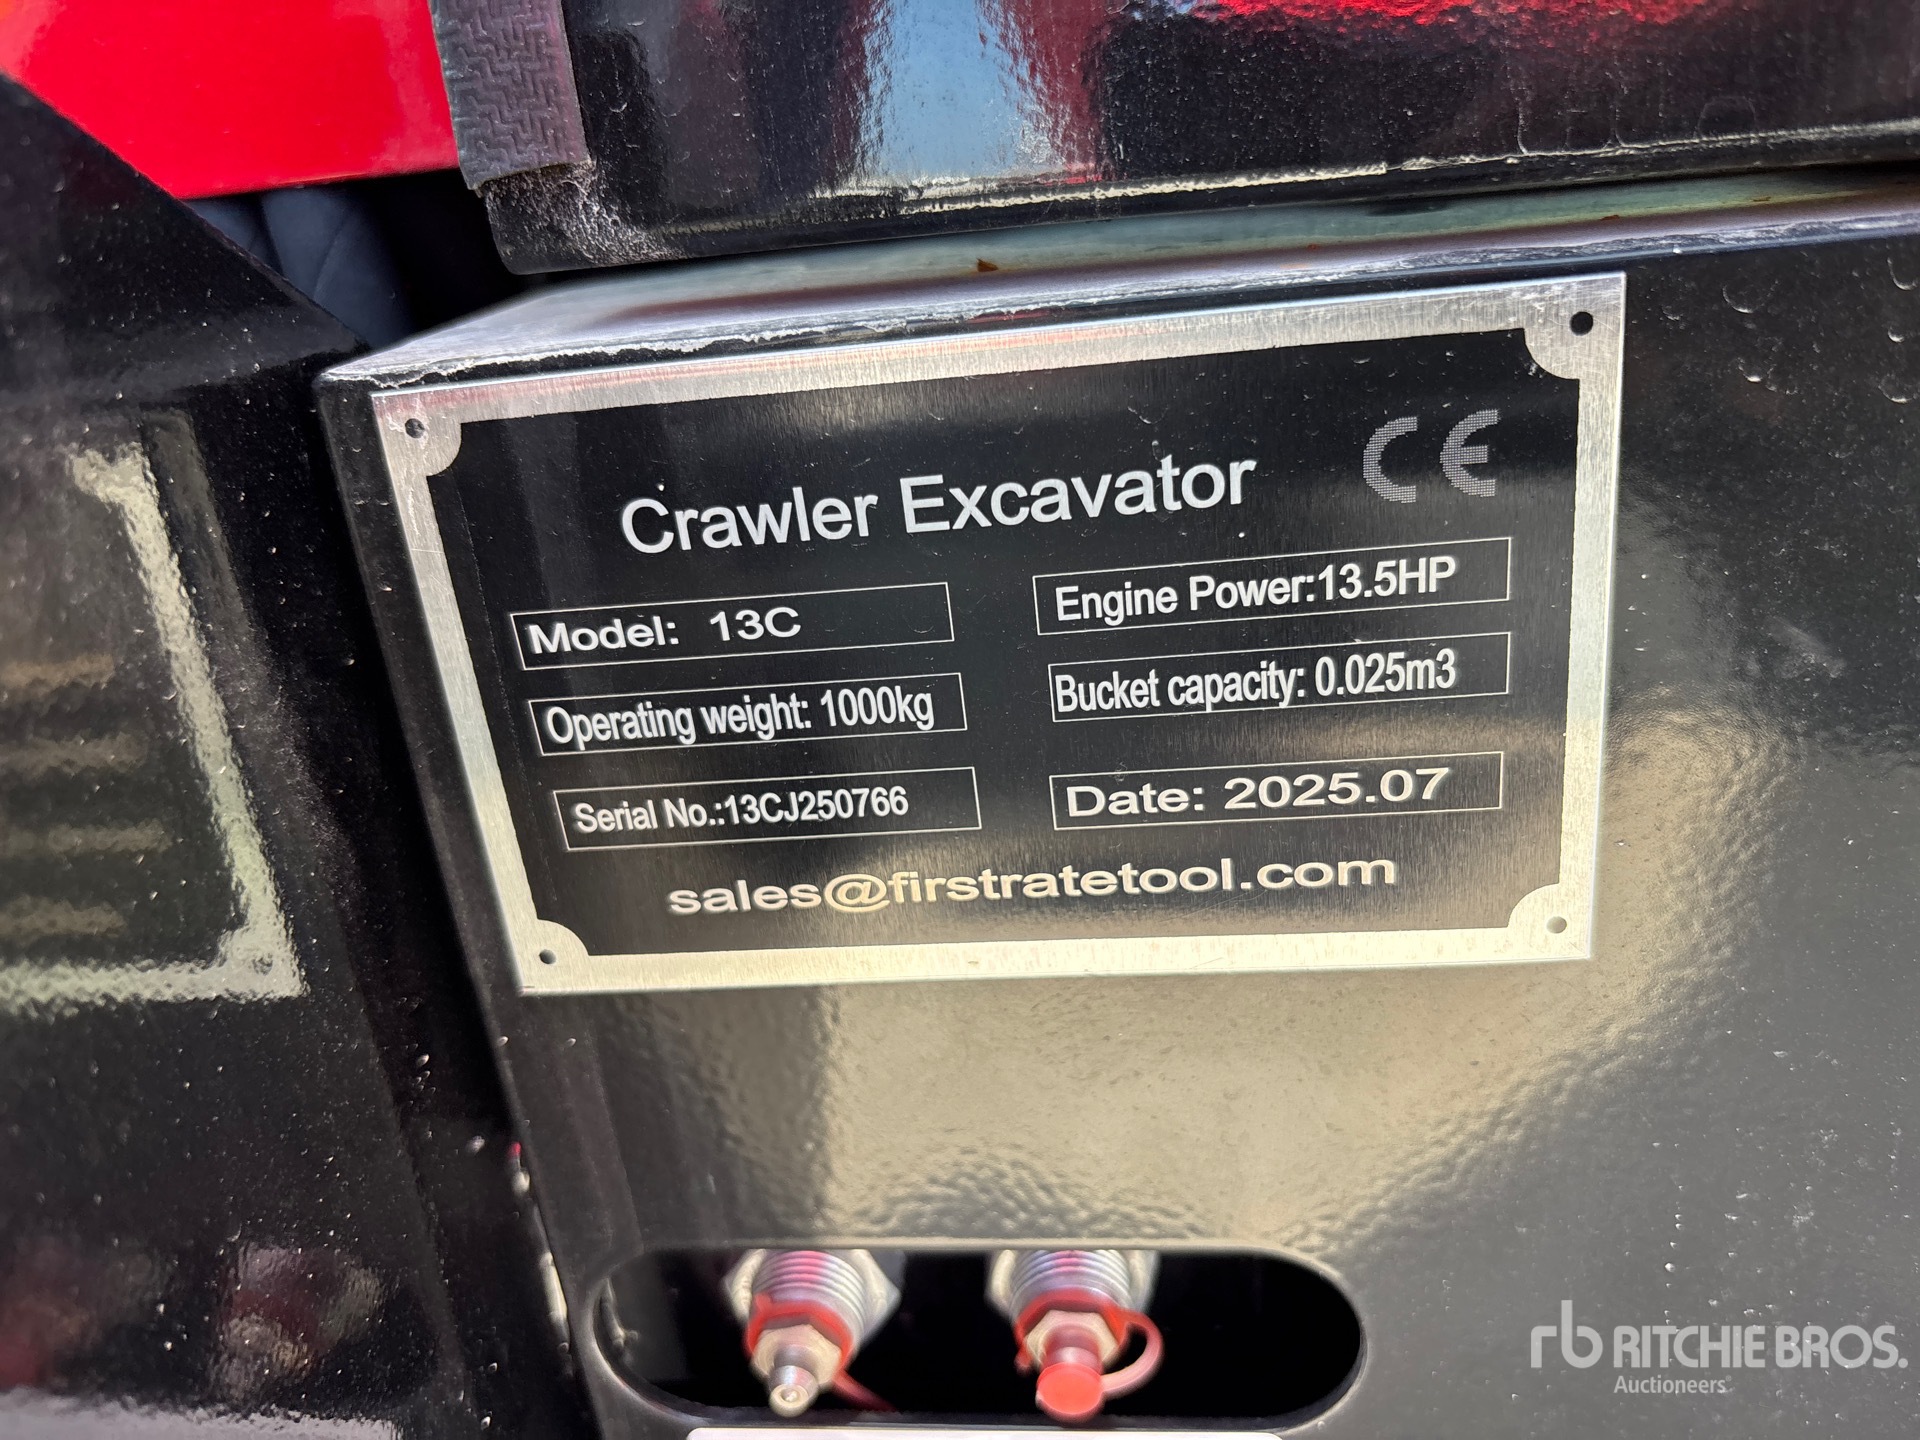 Crawler Excavator CE
Model: 13C
Engine Power:13.5HP
Operating weight: 1000kg
Bucket capacity: 0.025m3
Serial No.:13CJ250766
Date: 2025.07
sales@firstratetool.com
rb RITCHIE BROS.
Auctioneers